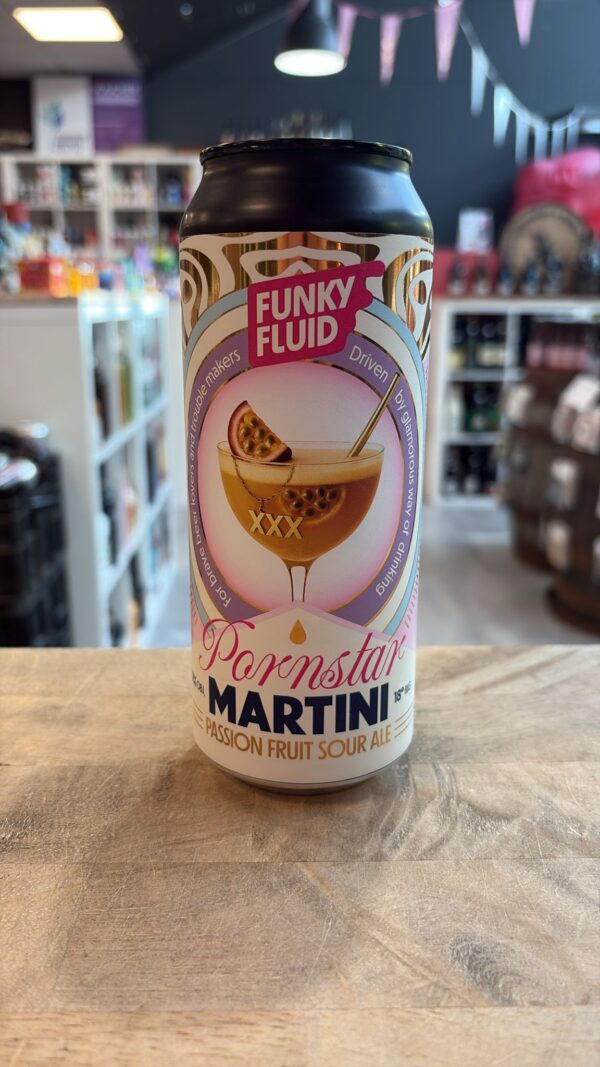 FUNKY
FLUID
For brave beer lovers and trouble makers
Driven by glamorous way of drinking
XXX
Pornstar
MARTINI
18°
PASSION FRUIT SOUR ALE